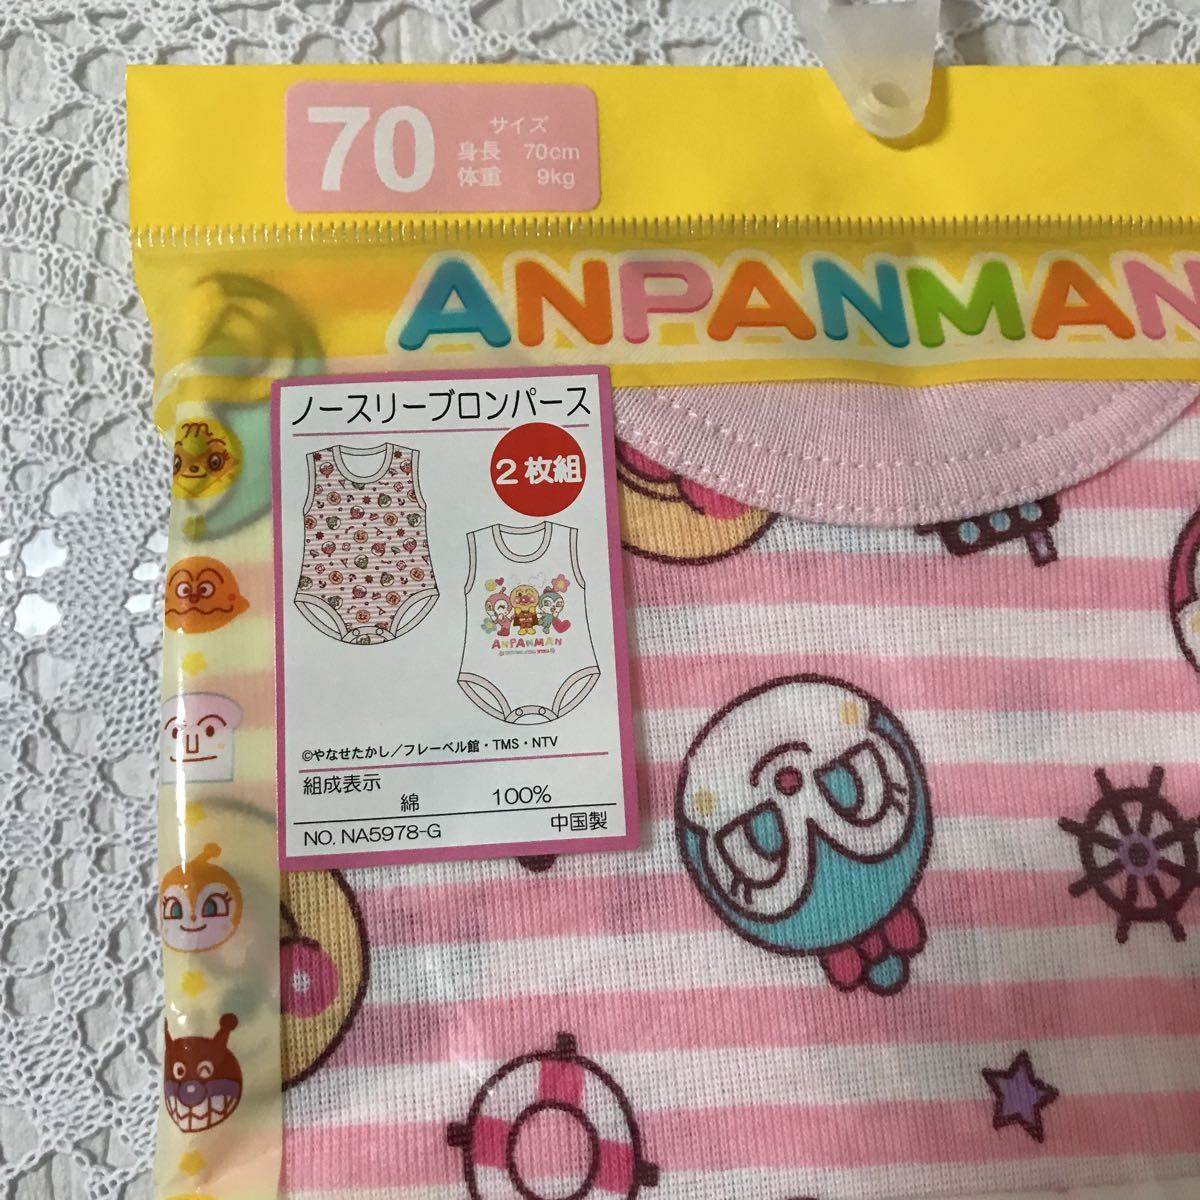 70
サイズ
身長 70cm
体重 9kg
ANPANMAN
ノースリーブロンパース
2枚組
ANPANMAN
©やなせたかし／フレーベル館・TMS・NTV
組成表示
綿 100%
NO. NA5978-G 中国製